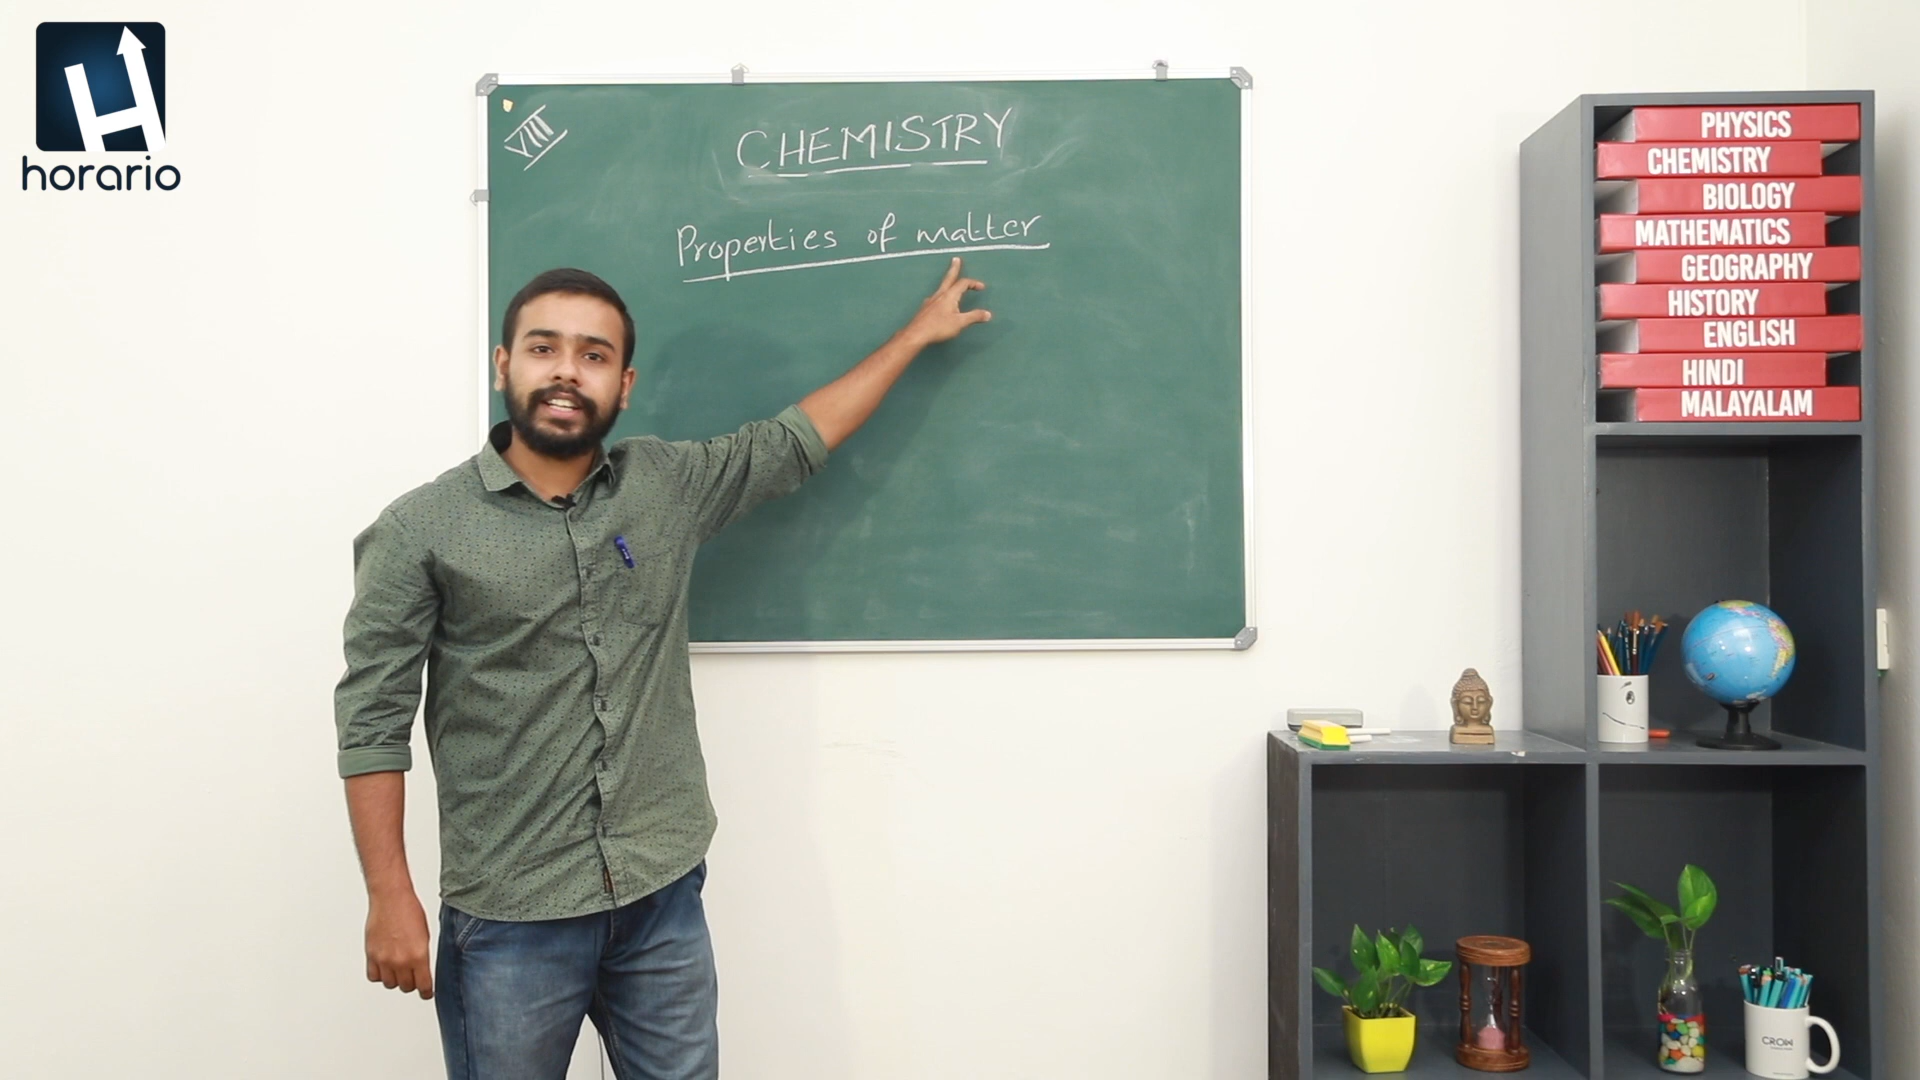 horario
VIII
CHEMISTRY
Properties of matter
PHYSICS
CHEMISTRY
BIOLOGY
MATHEMATICS
GEOGRAPHY
HISTORY
ENGLISH
HINDI
MALAYALAM
CROW